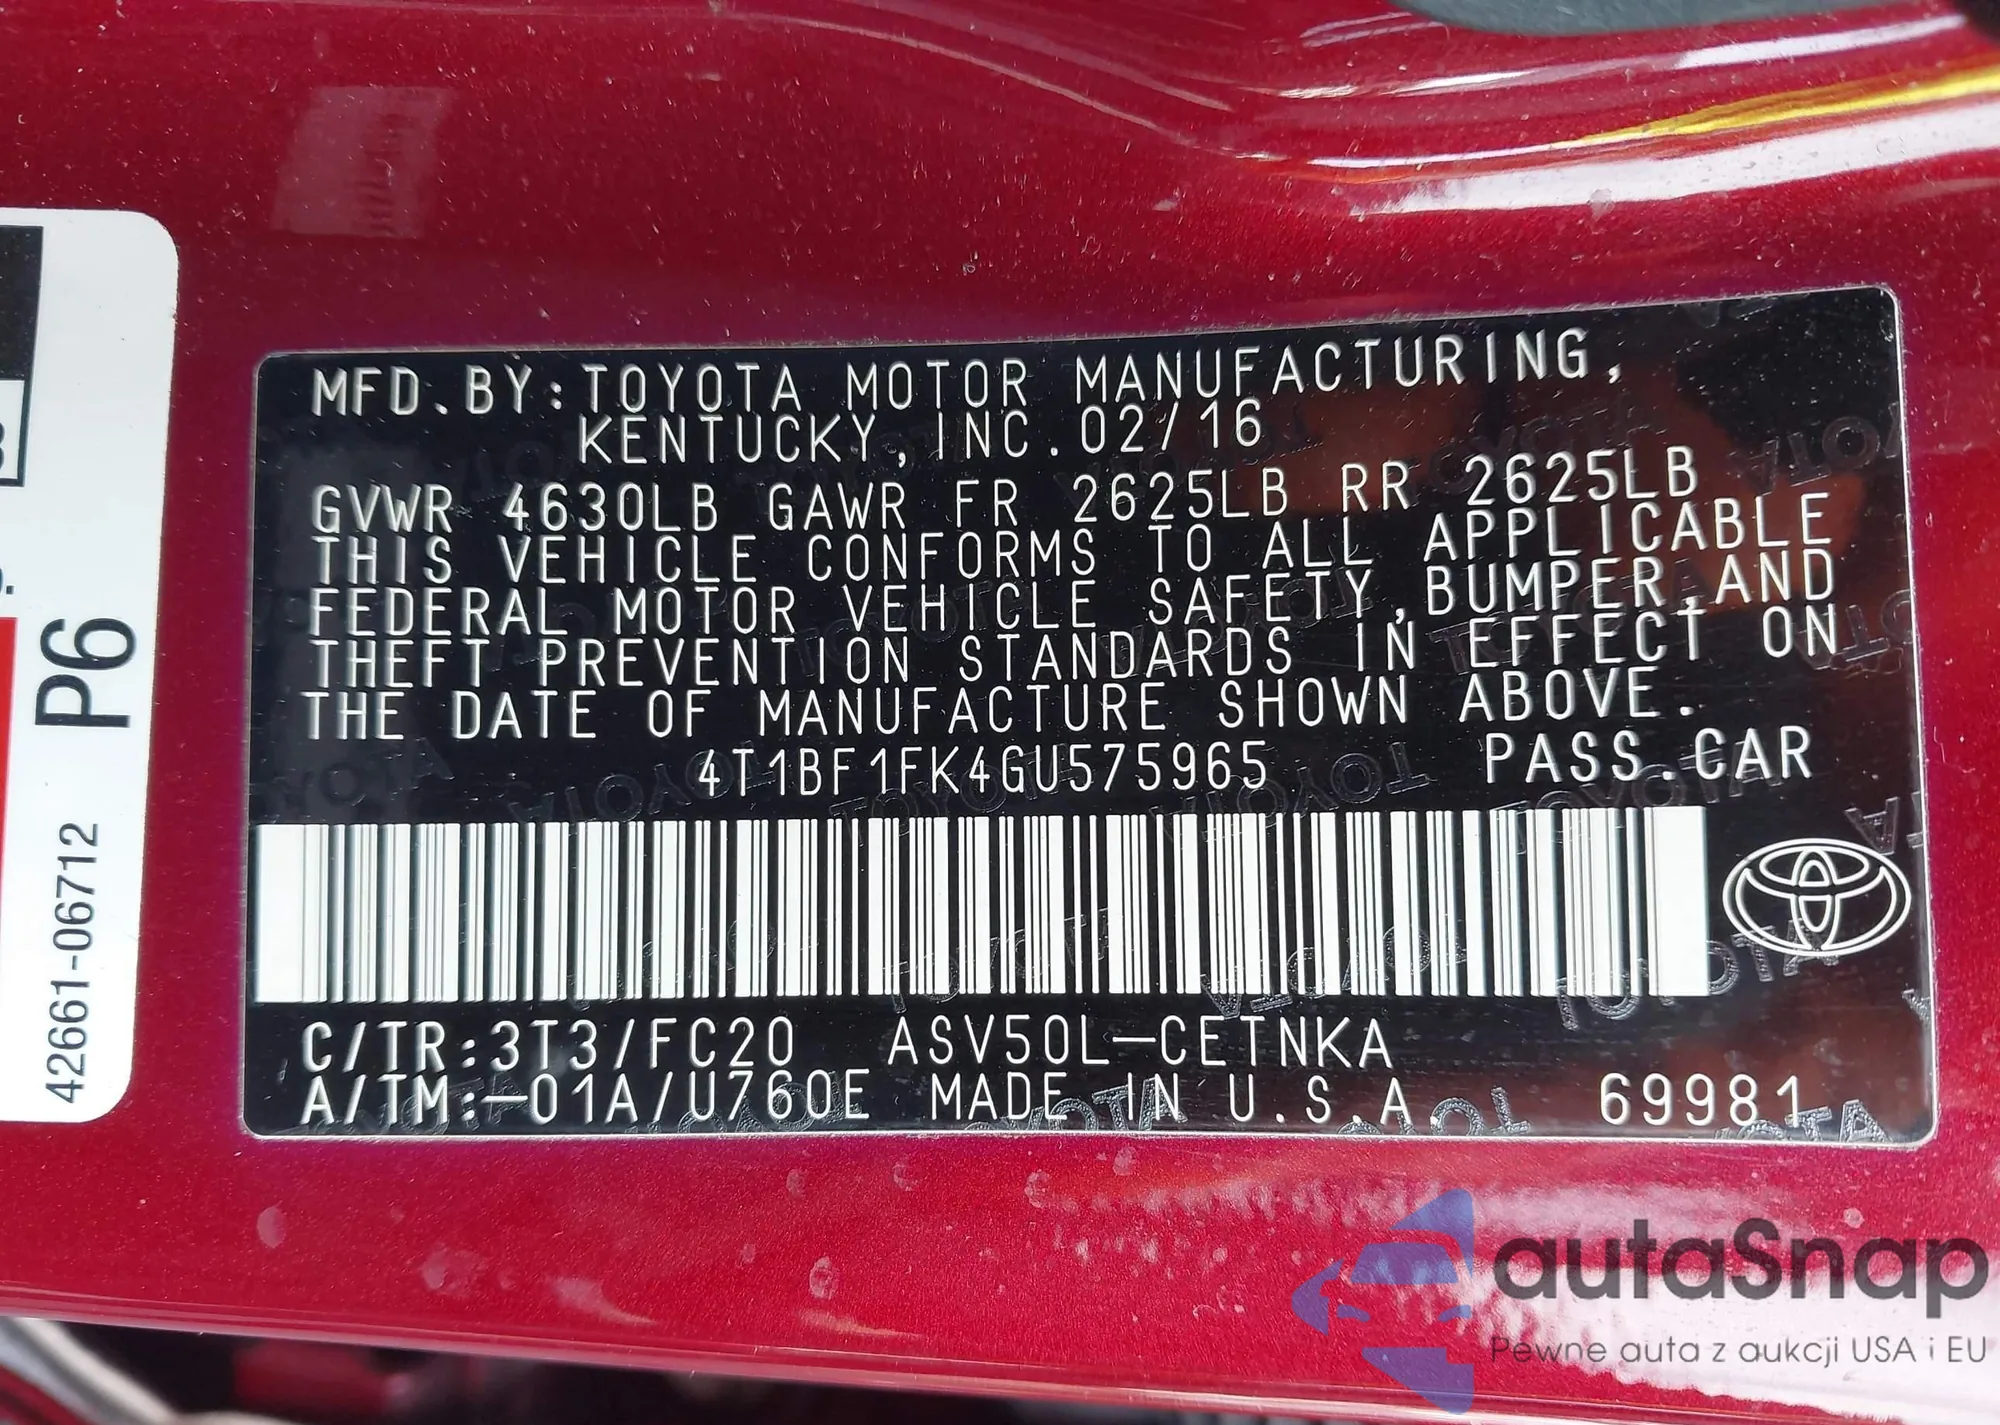 MFD.BY:TOYOTA MOTOR MANUFACTURING,
KENTUCKY,INC.02/16
GVWR 4630LB GAWR FR 2625LB RR 2625LB
THIS VEHICLE CONFORMS TO ALL APPLICABLE
FEDERAL MOTOR VEHICLE SAFETY,BUMPER,AND
THEFT PREVENTION STANDARDS IN EFFECT ON
THE DATE OF MANUFACTURE SHOWN ABOVE.
4T1BF1FK4GU575965 PASS.CAR
C/TR:3T3/FC20 ASV50L-CETNKA
A/TM:-01A/U760E MADE IN U.S.A 69981
P6
42661-06712
autaSnap
Pewne auta z aukcji USA i EU